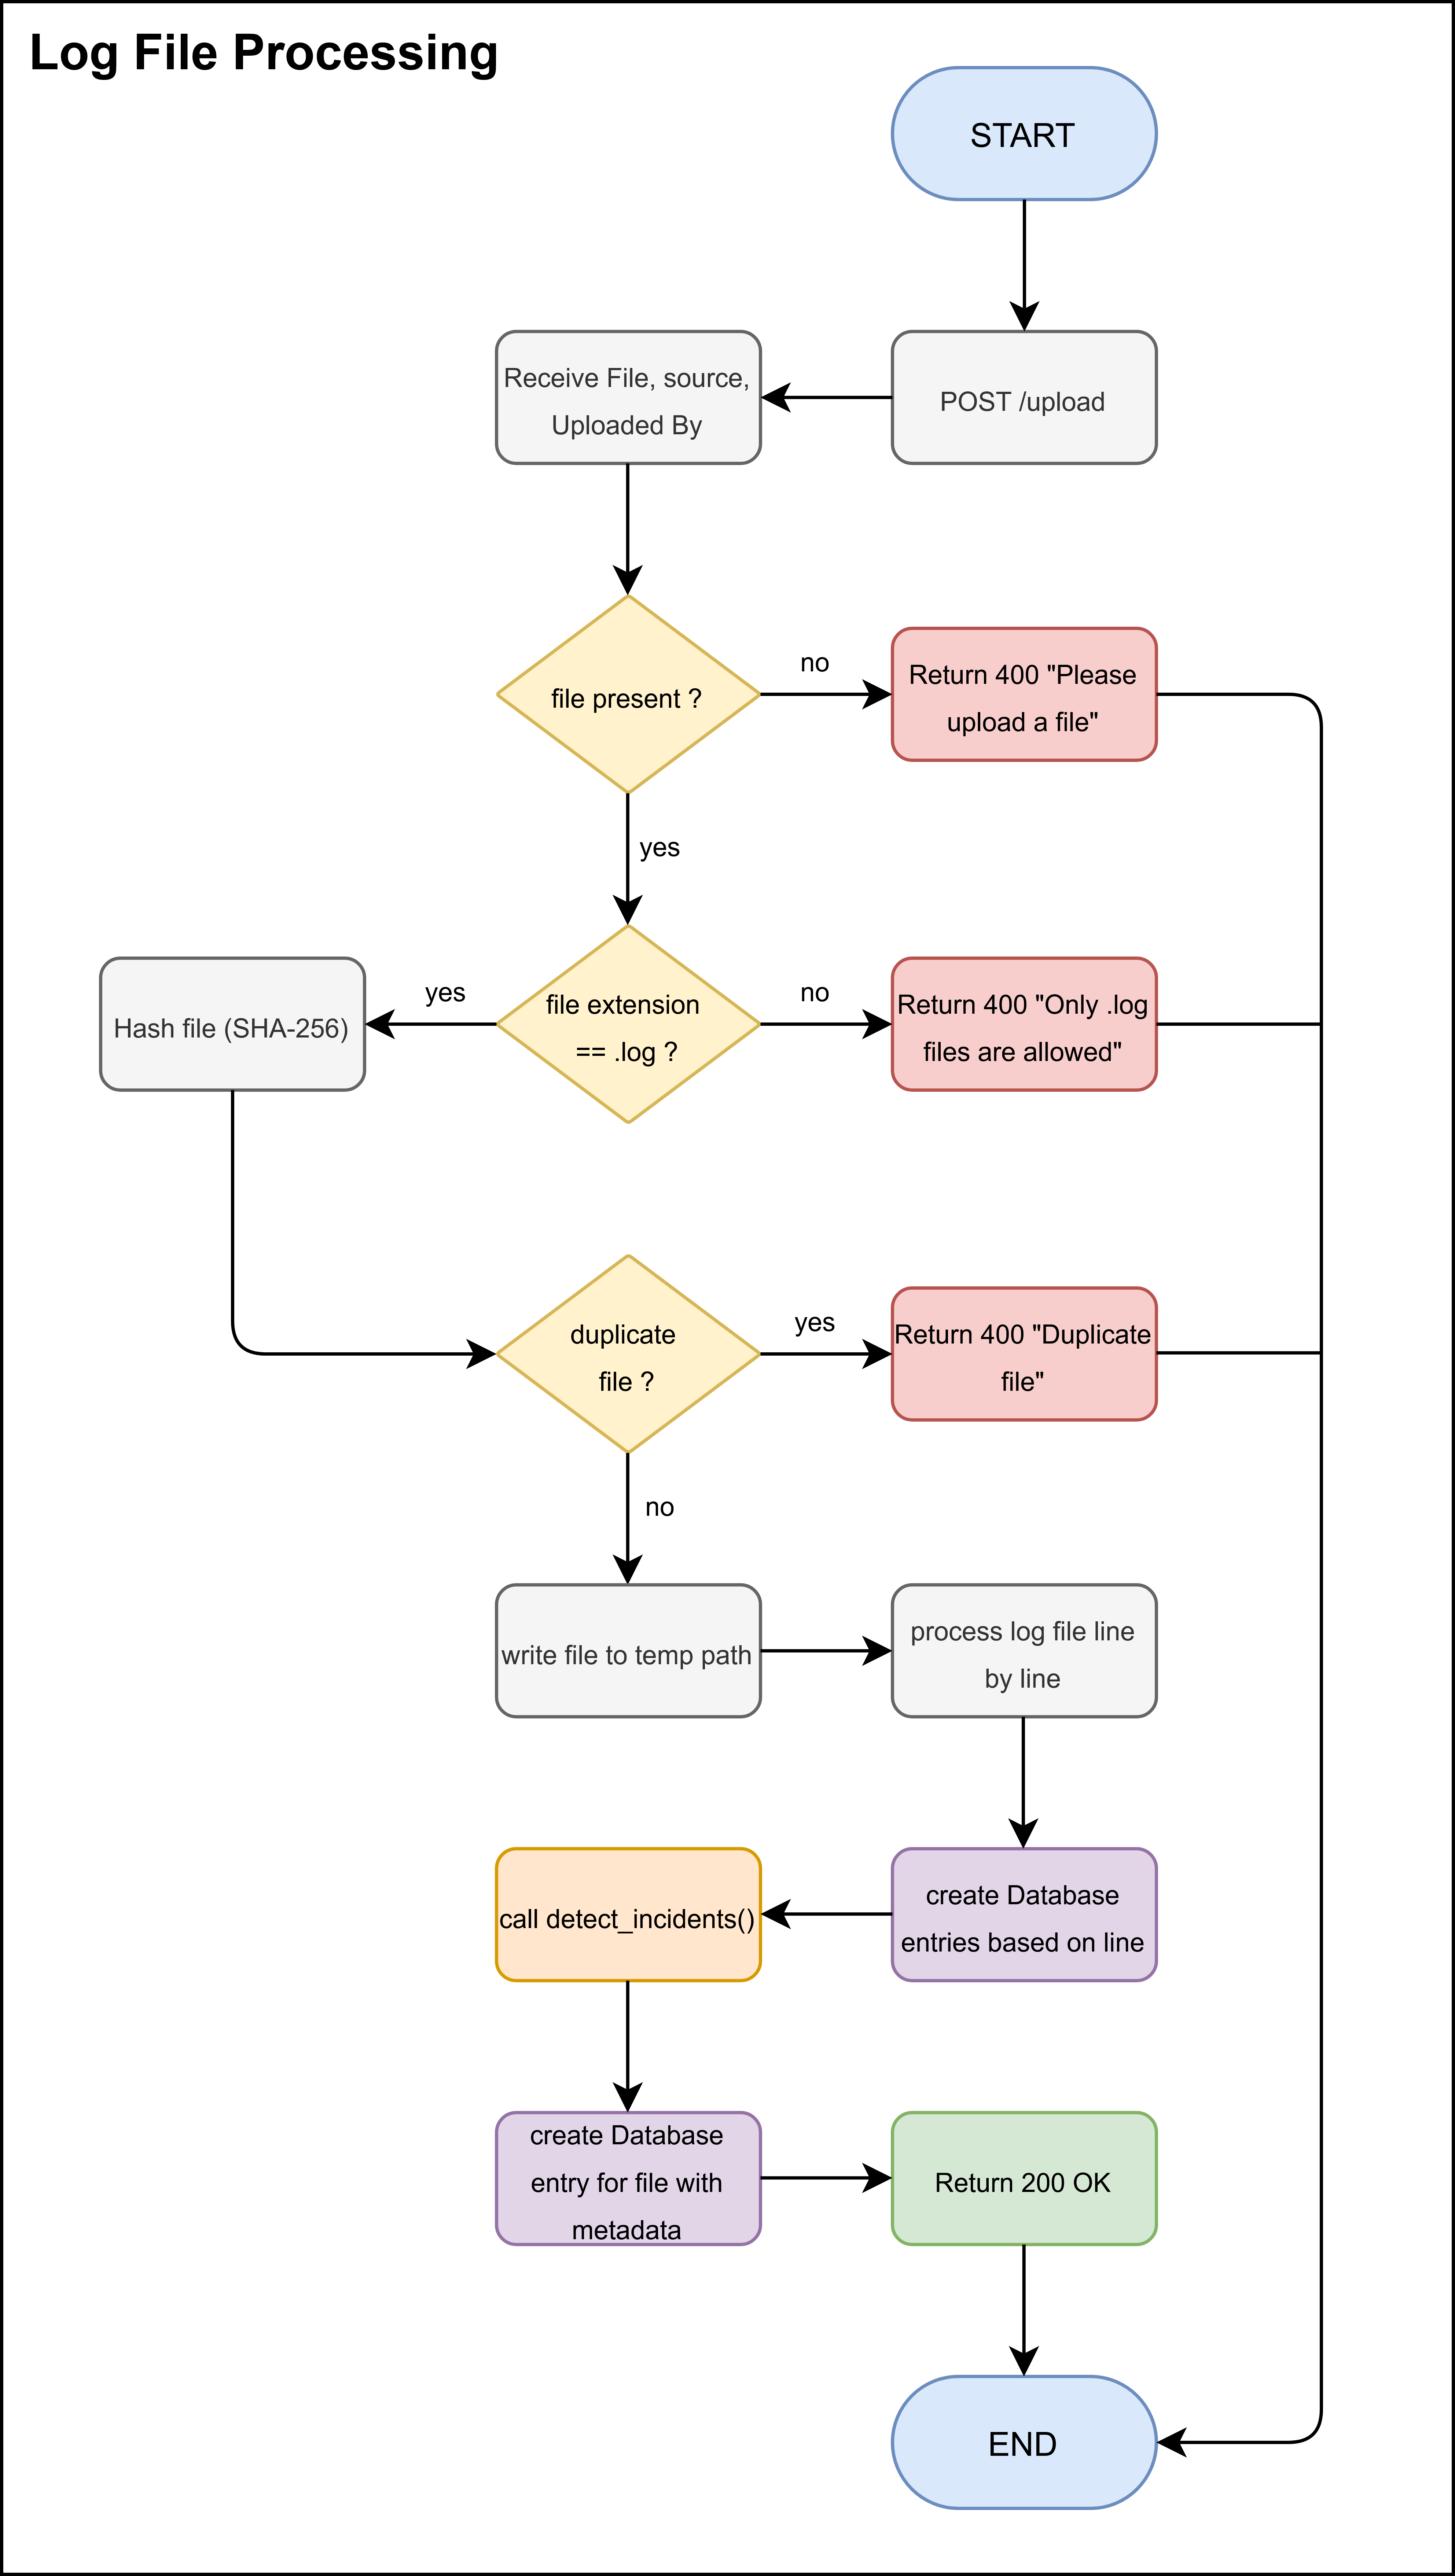 Log File Processing
START
POST /upload
Receive File, source,
Uploaded By
file present ?
no
Return 400 "Please
upload a file"
yes
file extension
== .log ?
no
Return 400 "Only .log
files are allowed"
yes
Hash file (SHA-256)
duplicate
file ?
yes
Return 400 "Duplicate
file"
no
write file to temp path
process log file line
by line
create Database
entries based on line
call detect_incidents()
create Database
entry for file with
metadata
Return 200 OK
END